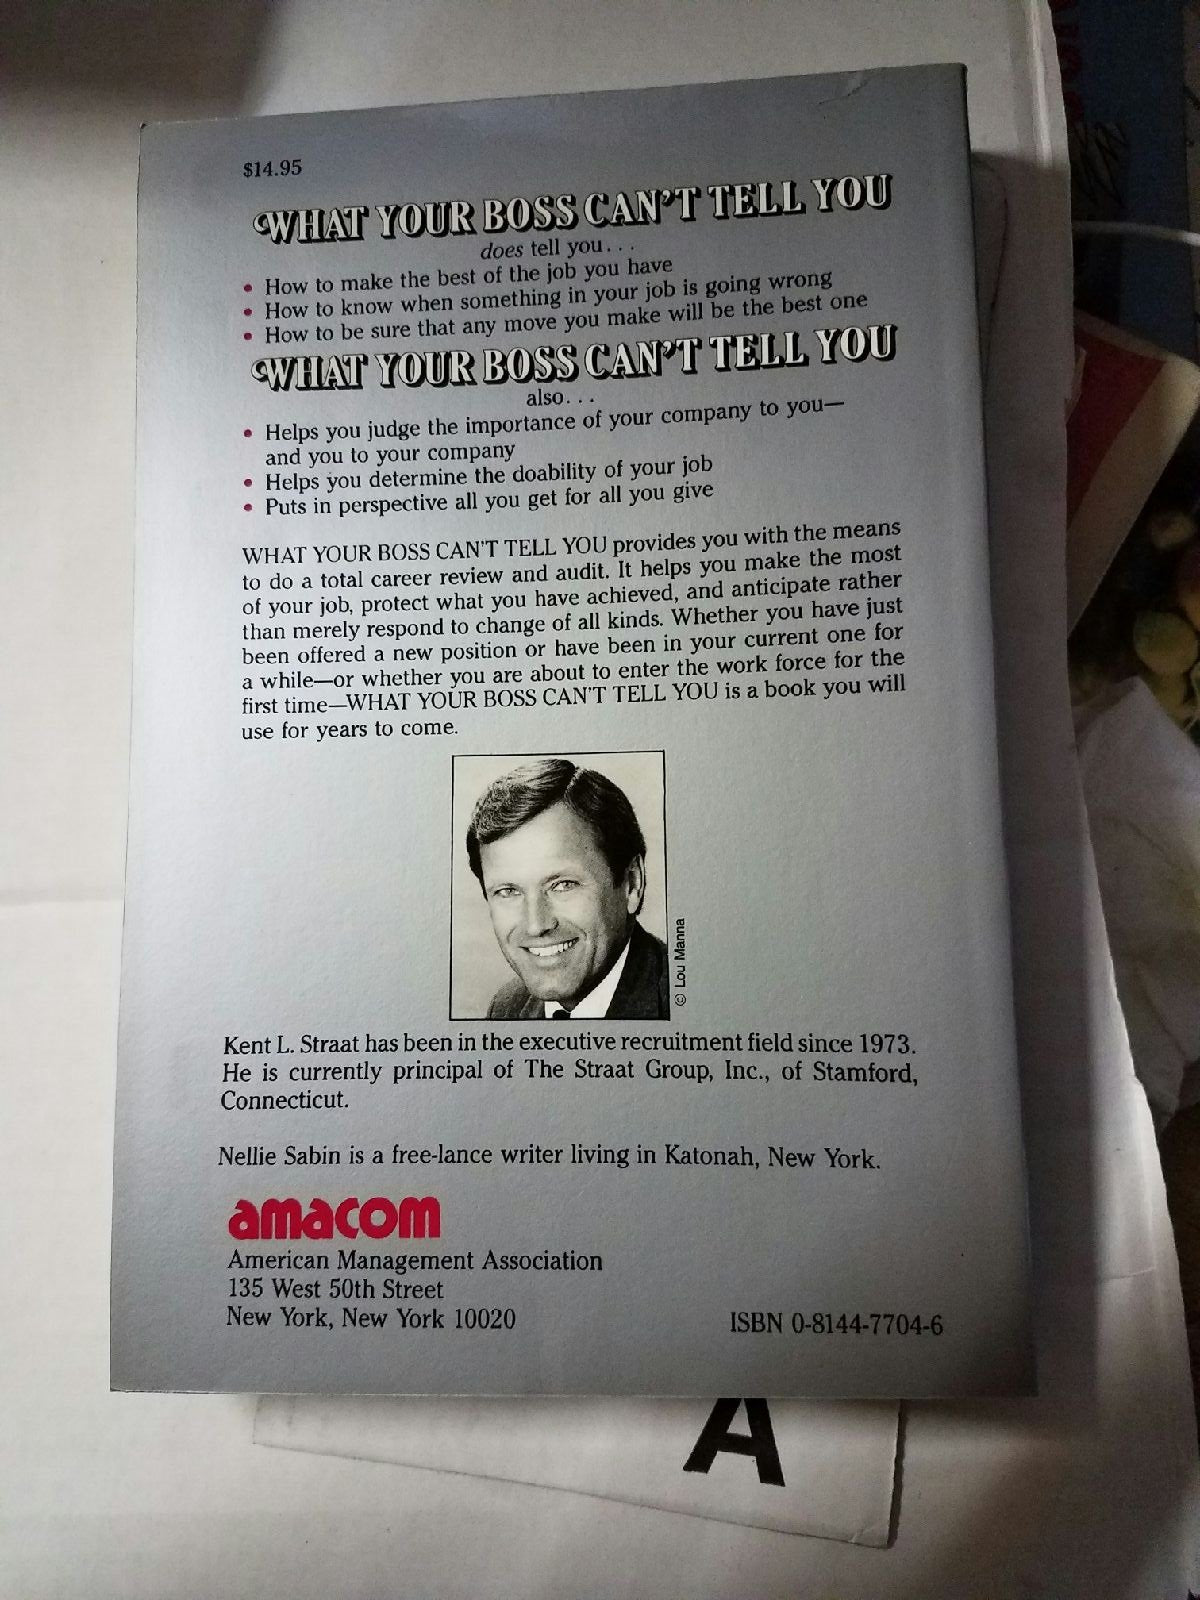 $14.95
WHAT YOUR BOSS CAN'T TELL YOU
does tell you...
• How to make the best of the job you have
• How to know when something in your job is going wrong
• How to be sure that any move you make will be the best one
WHAT YOUR BOSS CAN'T TELL YOU
also...
• Helps you judge the importance of your company to you—
and you to your company
• Helps you determine the doability of your job
• Puts in perspective all you get for all you give
WHAT YOUR BOSS CAN'T TELL YOU provides you with the means
to do a total career review and audit. It helps you make the most
of your job, protect what you have achieved, and anticipate rather
than merely respond to change of all kinds. Whether you have just
been offered a new position or have been in your current one for
a while—or whether you are about to enter the work force for the
first time—WHAT YOUR BOSS CAN'T TELL YOU is a book you will
use for years to come.
© Lou Manna
Kent L. Straat has been in the executive recruitment field since 1973.
He is currently principal of The Straat Group, Inc., of Stamford,
Connecticut.
Nellie Sabin is a free-lance writer living in Katonah, New York.
amacom
American Management Association
135 West 50th Street
New York, New York 10020
ISBN 0-8144-7704-6
A